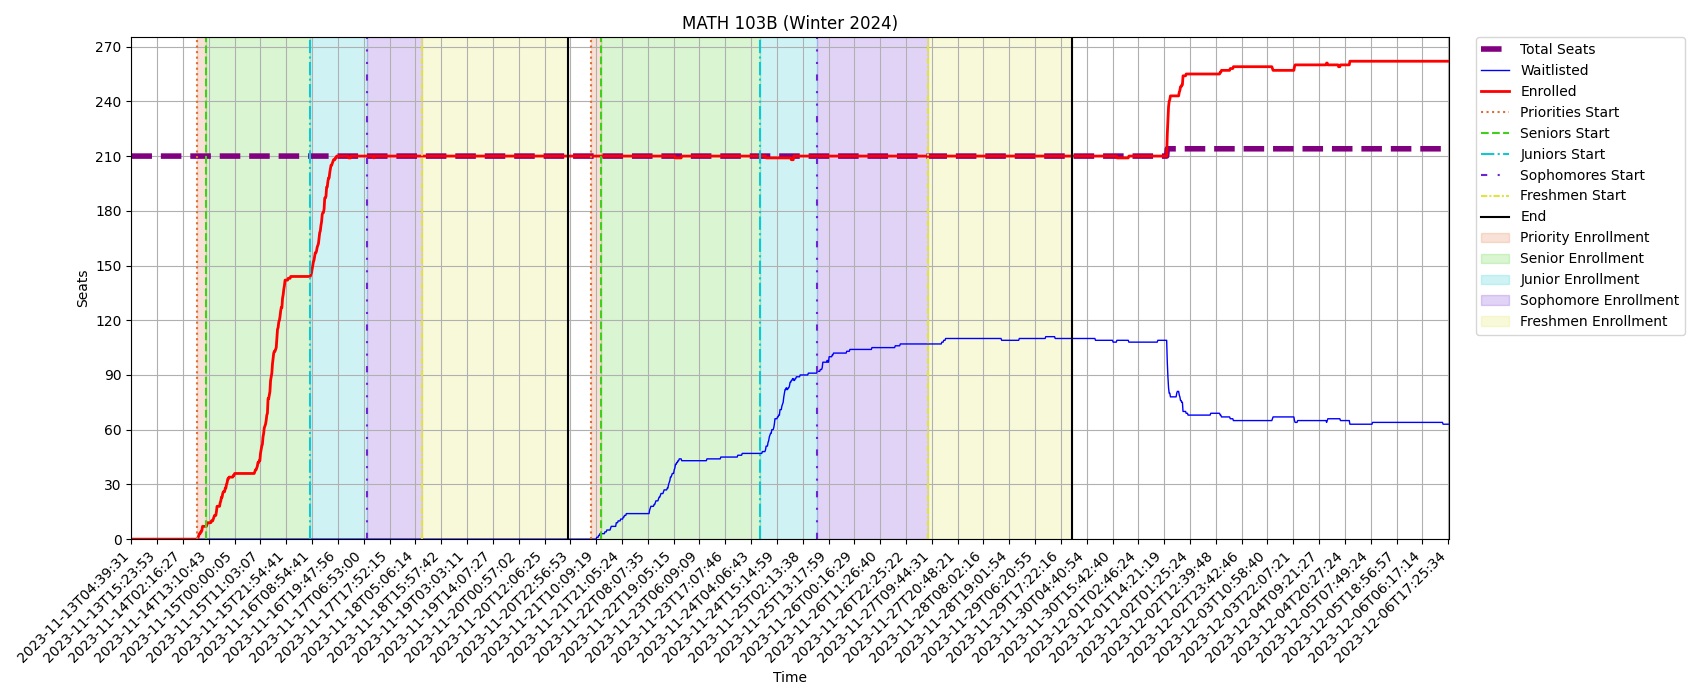 MATH 103B (Winter 2024)
270
240
210
180
150
120
90
60
30
0
Seats
2023-11-13T04:39:31
2023-11-13T15:23:53
2023-11-14T02:16:27
2023-11-14T13:10:43
2023-11-15T00:00:05
2023-11-15T11:03:07
2023-11-15T21:54:41
2023-11-16T08:54:41
2023-11-16T19:47:56
2023-11-17T06:53:00
2023-11-17T17:52:15
2023-11-18T05:06:14
2023-11-18T15:57:42
2023-11-19T03:03:11
2023-11-19T14:07:27
2023-11-20T00:57:02
2023-11-20T12:06:25
2023-11-20T22:56:53
2023-11-21T10:09:19
2023-11-21T21:05:24
2023-11-22T08:07:35
2023-11-22T19:05:15
2023-11-23T06:09:09
2023-11-23T17:07:46
2023-11-24T04:06:43
2023-11-24T15:14:59
2023-11-25T02:13:38
2023-11-25T13:17:59
2023-11-26T00:16:29
2023-11-26T11:26:40
2023-11-26T22:25:22
2023-11-27T09:44:31
2023-11-27T20:48:21
2023-11-28T08:02:16
2023-11-28T19:01:54
2023-11-29T06:20:55
2023-11-29T17:22:16
2023-11-30T04:40:54
2023-11-30T15:42:40
2023-12-01T02:46:24
2023-12-01T14:21:19
2023-12-02T01:25:24
2023-12-02T12:39:48
2023-12-02T23:42:46
2023-12-03T10:58:40
2023-12-03T22:07:21
2023-12-04T09:21:27
2023-12-04T20:27:24
2023-12-05T07:49:24
2023-12-05T18:56:57
2023-12-06T06:17:14
2023-12-06T17:25:34
Time
Total Seats
Waitlisted
Enrolled
Priorities Start
Seniors Start
Juniors Start
Sophomores Start
Freshmen Start
End
Priority Enrollment
Senior Enrollment
Junior Enrollment
Sophomore Enrollment
Freshmen Enrollment